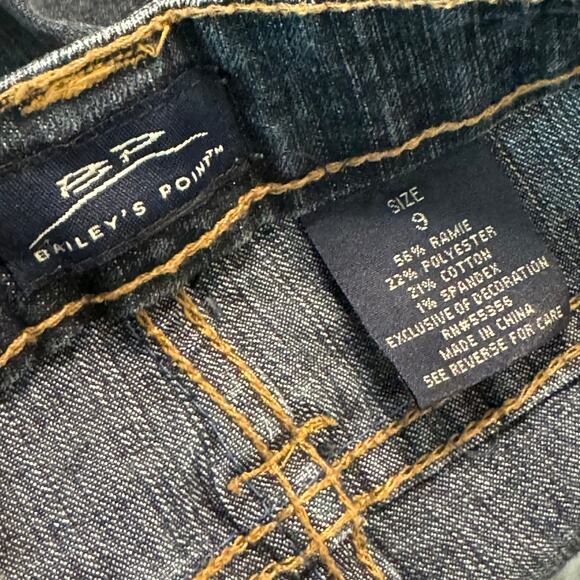 BP
BAILEY'S POINT™
SIZE
9
56% RAMIE
22% POLYESTER
21% COTTON
1% SPANDEX
EXCLUSIVE OF DECORATION
RN#55556
MADE IN CHINA
SEE REVERSE FOR CARE